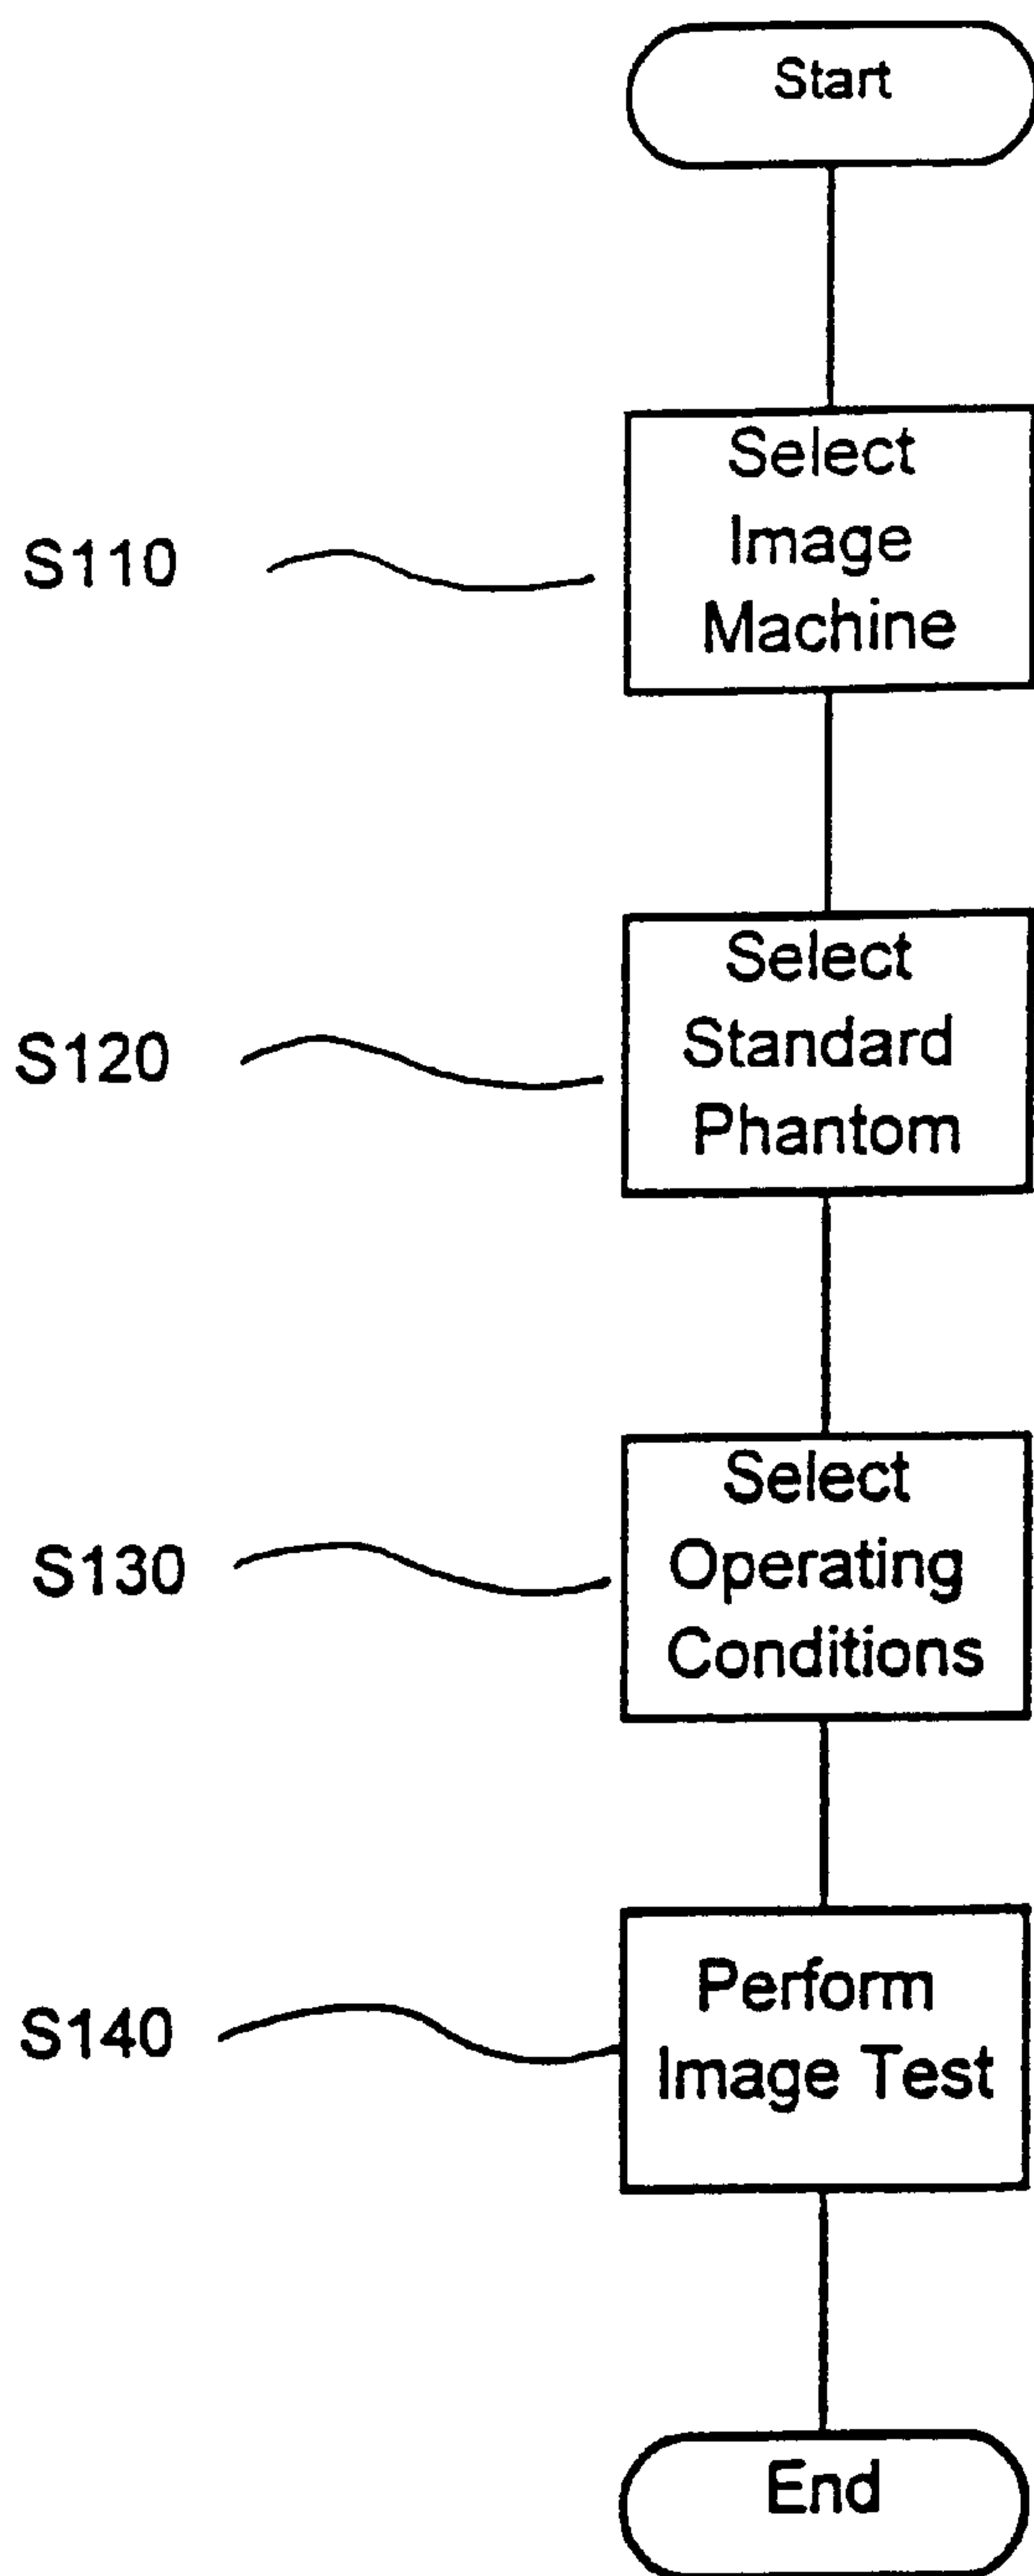 Start
S110
Select
Image
Machine
S120
Select
Standard
Phantom
S130
Select
Operating
Conditions
S140
Perform
Image Test
End